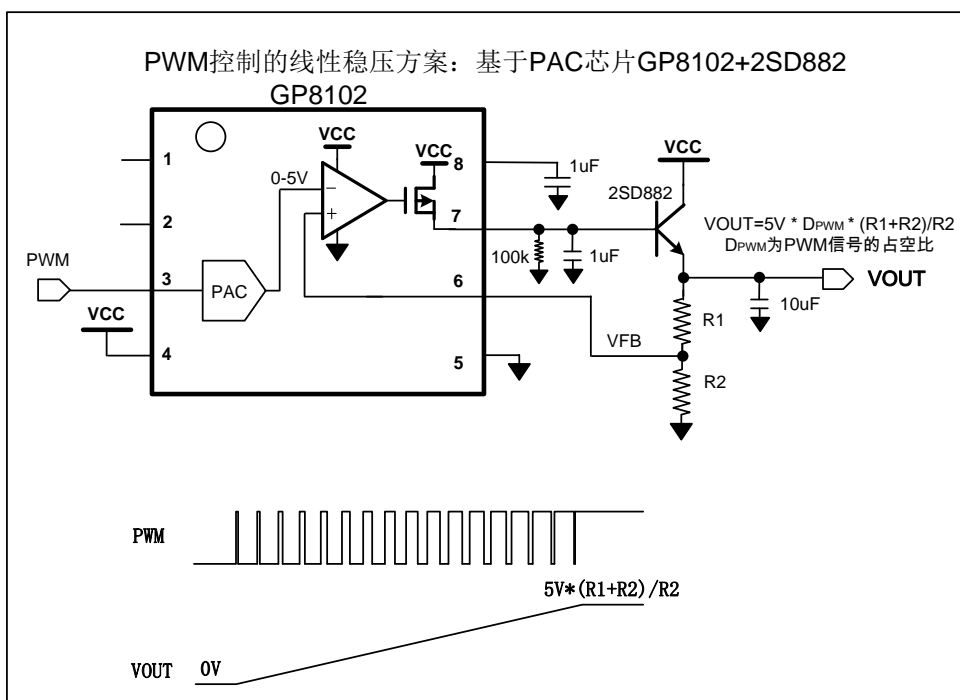 PWM控制的线性稳压方案：基于PAC芯片GP8102+2SD882
GP8102
1
2
3
4
5
6
7
8
VCC
VCC
0-5V
−
+
PAC
PWM
VCC
1uF
100k
1uF
2SD882
VCC
VOUT=5V * DPWM * (R1+R2)/R2
DPWM为PWM信号的占空比
VOUT
10uF
R1
VFB
R2
PWM
5V*(R1+R2)/R2
VOUT
0V